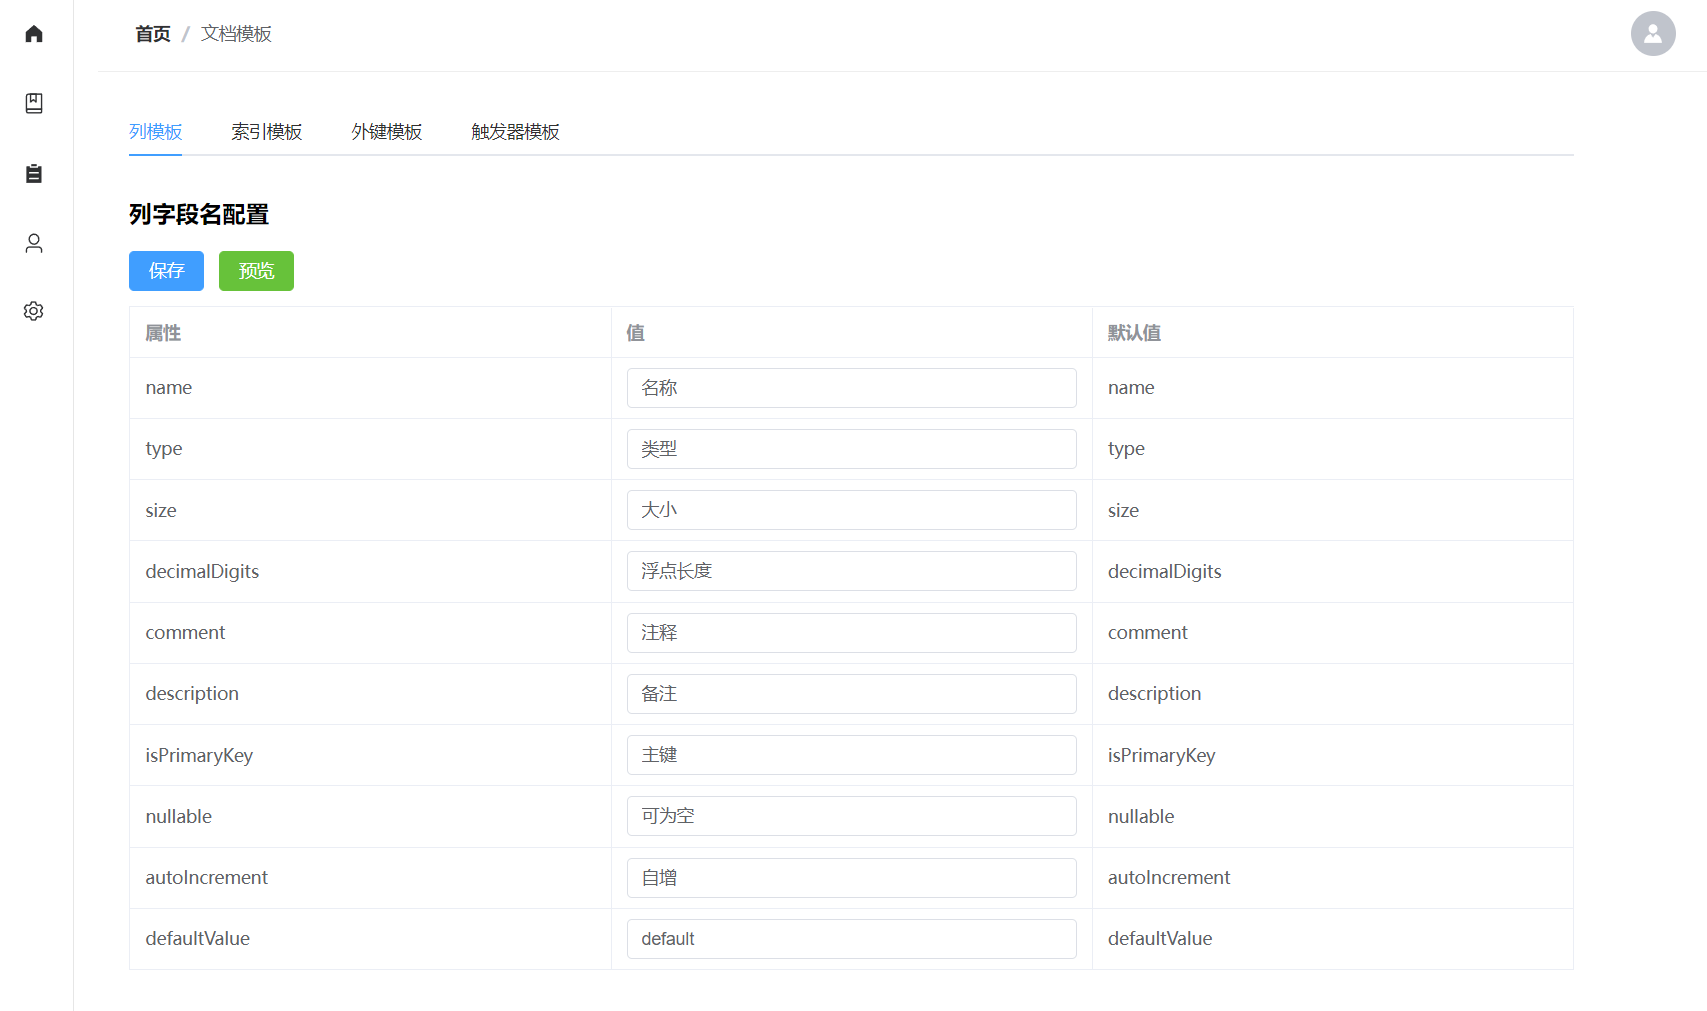 首页 / 文档模板
列模板 索引模板 外键模板 触发器模板
列字段名配置
保存 预览
属性 值 默认值
name 名称 name
type 类型 type
size 大小 size
decimalDigits 浮点长度 decimalDigits
comment 注释 comment
description 备注 description
isPrimaryKey 主键 isPrimaryKey
nullable 可为空 nullable
autoIncrement 自增 autoIncrement
defaultValue default defaultValue